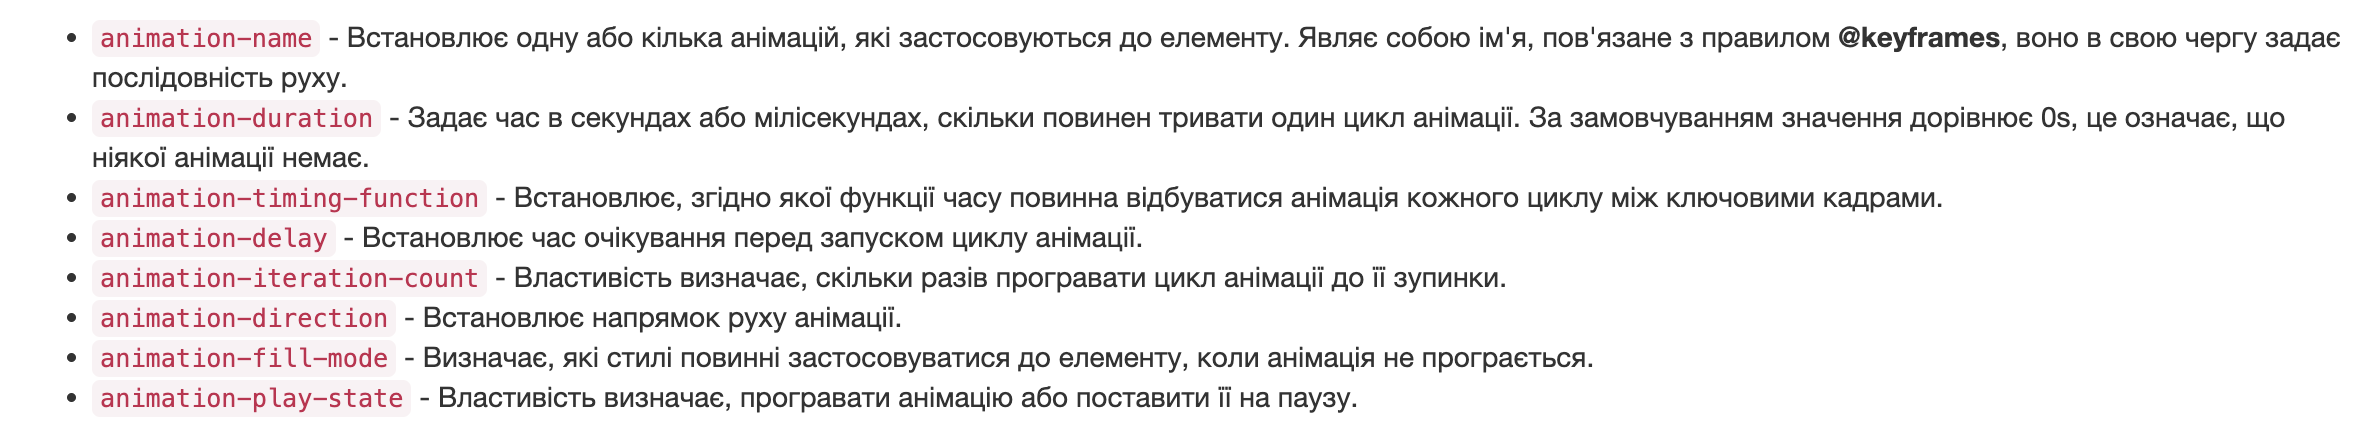 animation-name - Встановлює одну або кілька анімацій, які застосовуються до елементу. Являє собою ім'я, пов'язане з правилом @keyframes, воно в свою чергу задає
послідовність руху.
animation-duration - Задає час в секундах або мілісекундах, скільки повинен тривати один цикл анімації. За замовчуванням значення дорівнює 0s, це означає, що
ніякої анімації немає.
animation-timing-function - Встановлює, згідно якої функції часу повинна відбуватися анімація кожного циклу між ключовими кадрами.
animation-delay - Встановлює час очікування перед запуском циклу анімації.
animation-iteration-count - Властивість визначає, скільки разів програвати цикл анімації до її зупинки.
animation-direction - Встановлює напрямок руху анімації.
animation-fill-mode - Визначає, які стилі повинні застосовуватися до елементу, коли анімація не програється.
animation-play-state - Властивість визначає, програвати анімацію або поставити її на паузу.